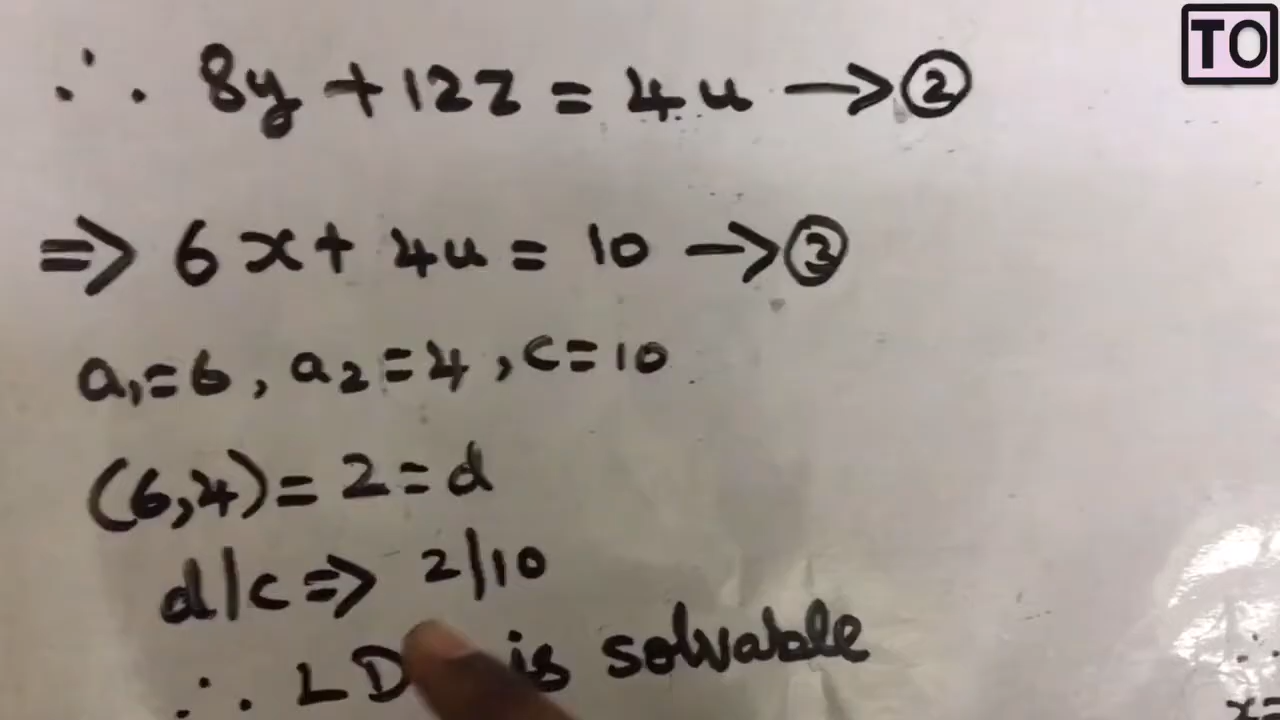 TO
∴ 8y + 12z = 4u → ②
⇒ 6x + 4u = 10 → ③
a₁ = 6, a₂ = 4, c = 10
(6,4) = 2 = d
d|c ⇒ 2|10
∴ LD is solvable
∴
x=